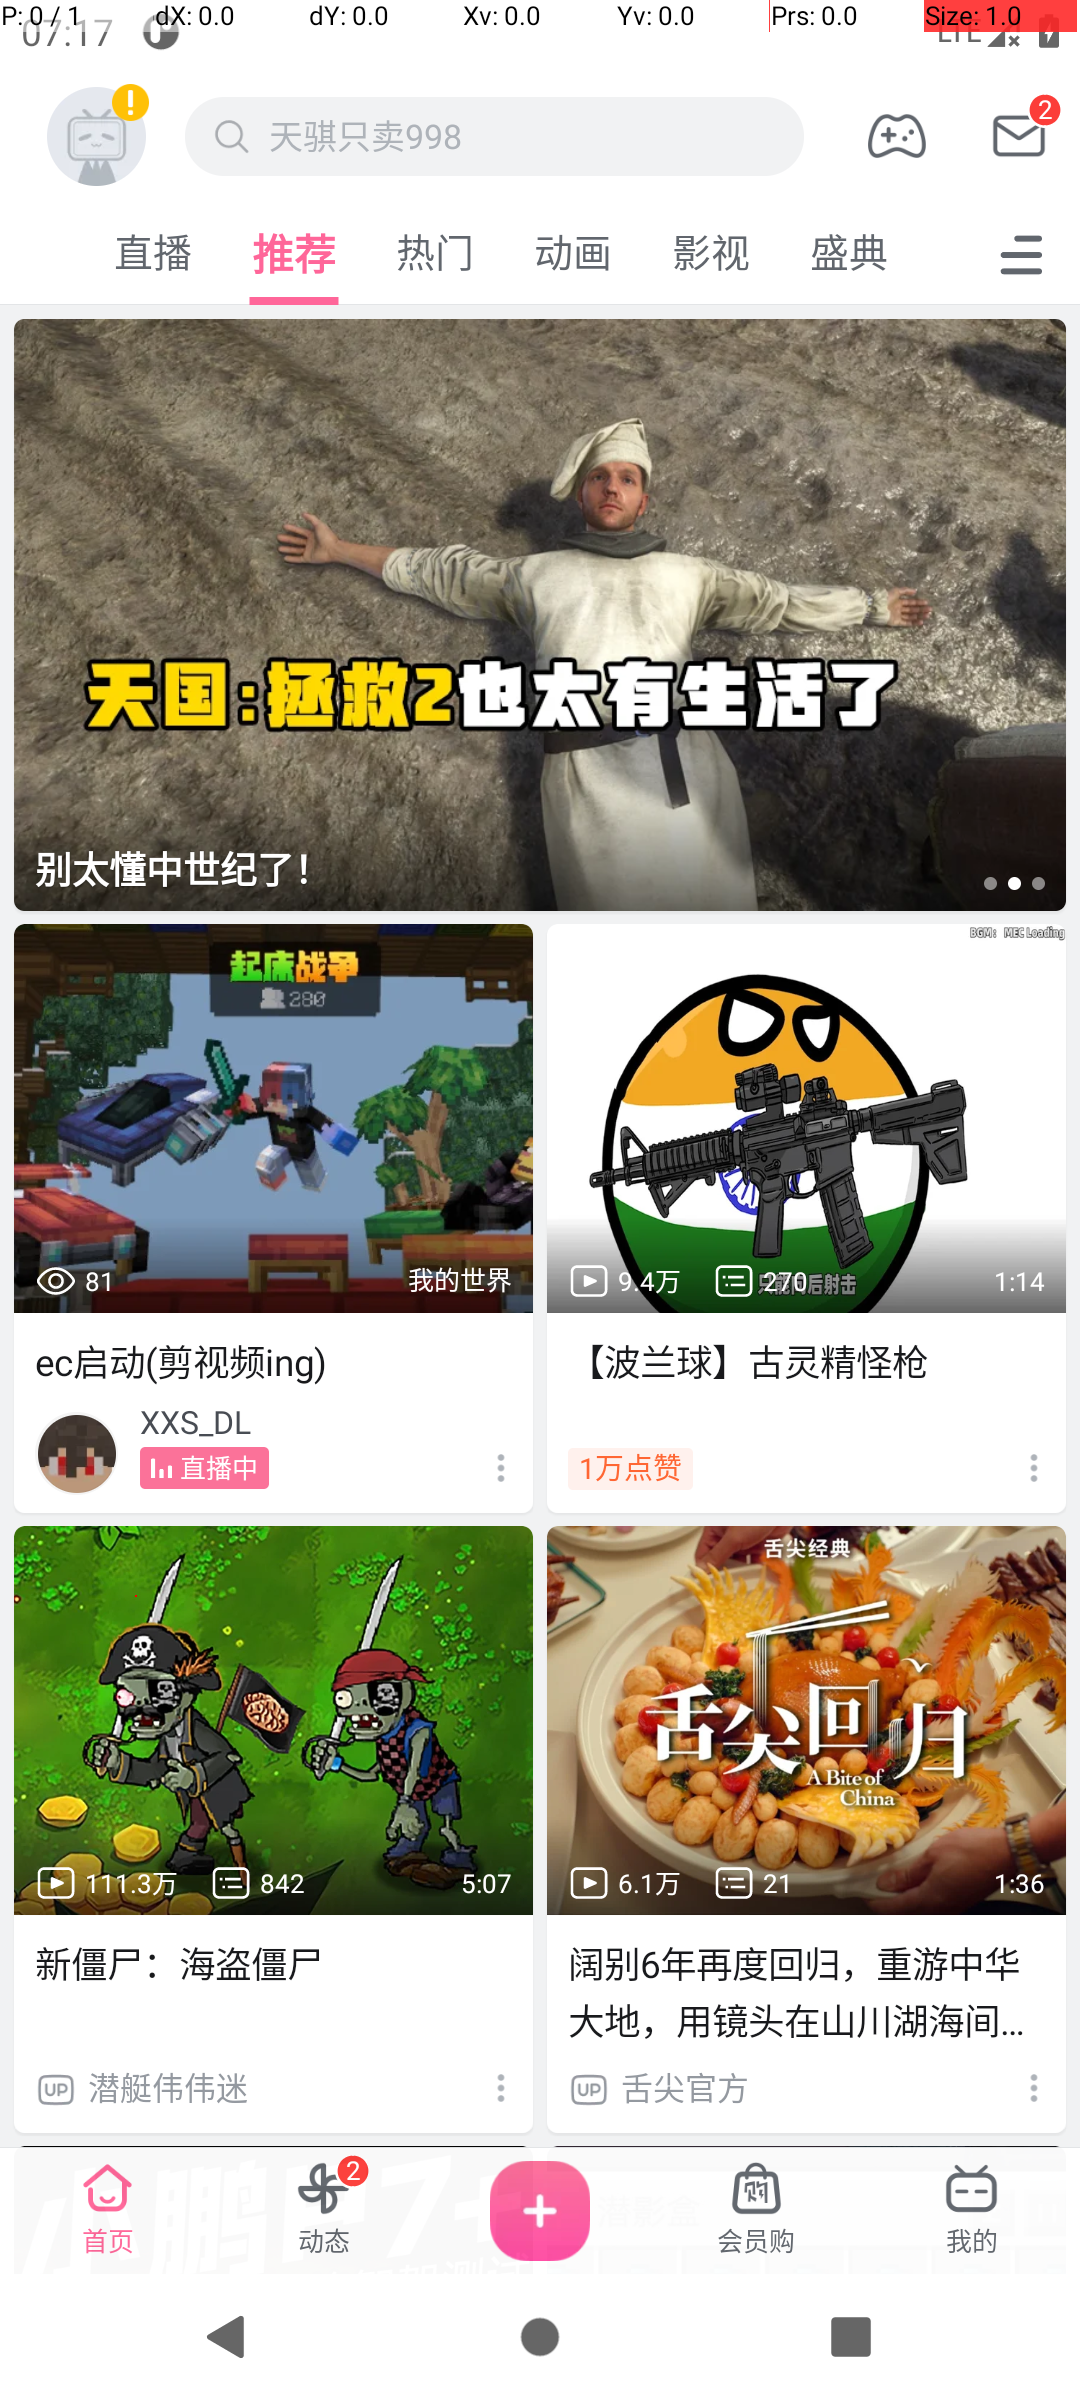 P: 0 / 1 dX: 0.0 dY: 0.0 Xv: 0.0 Yv: 0.0 Prs: 0.0 Size: 1.0
07:17 LTE
天骐只卖998
2
直播 推荐 热门 动画 影视 盛典
天国:拯救2也太有生活了
别太懂中世纪了！
起床战争
280
81 我的世界
ec启动(剪视频ing)
XXS_DL
直播中
BGM: MEC Loading
只能向后射击
9.4万 270 1:14
【波兰球】古灵精怪枪
1万点赞
111.3万 842 5:07
新僵尸：海盗僵尸
UP 潜艇伟伟迷
舌尖经典
舌尖回归
A Bite of
China
6.1万 21 1:36
阔别6年再度回归，重游中华
大地，用镜头在山川湖海间...
UP 舌尖官方
首页
动态 2
会员购
我的